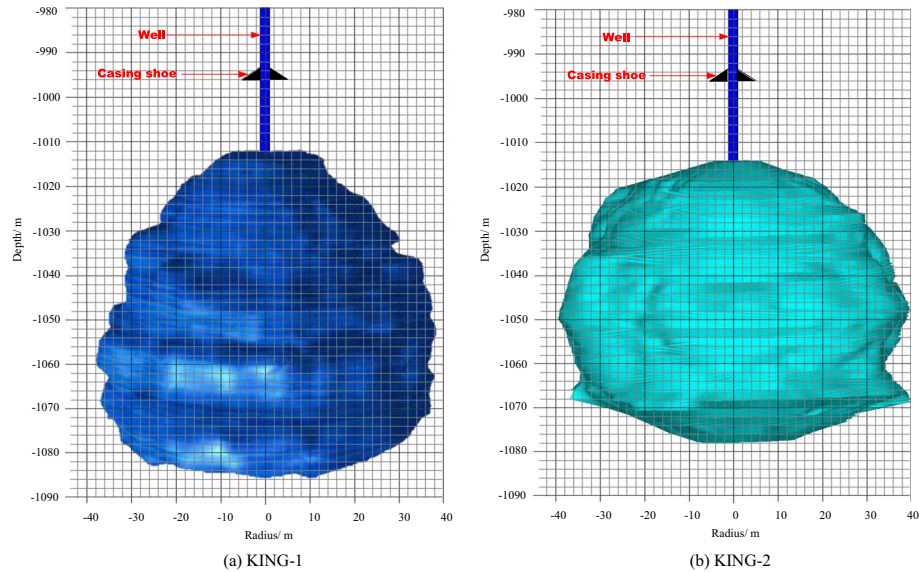 -980
-990
-1000
-1010
-1020
-1030
-1040
-1050
-1060
-1070
-1080
-1090
Depth/ m
Well
Casing shoe
-40 -30 -20 -10 0 10 20 30 40
Radius/ m
(a) KING-1
-980
-990
-1000
-1010
-1020
-1030
-1040
-1050
-1060
-1070
-1080
-1090
Depth/ m
Well
Casing shoe
-40 -30 -20 -10 0 10 20 30 40
Radius/ m
(b) KING-2